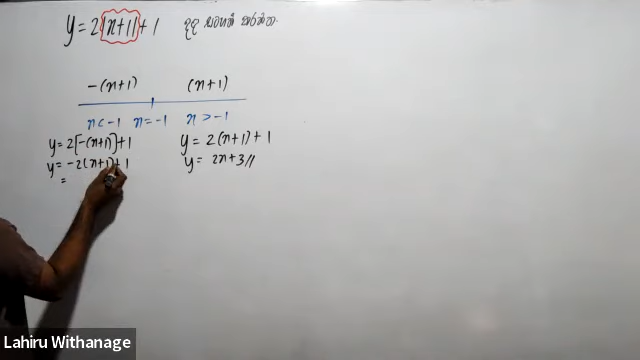 y = 2|x+1| + 1
-(x+1) (x+1)
x < -1 x = -1 x > -1
y = 2[-(x+1)] + 1 y = 2(x+1) + 1
y = -2(x+1) + 1 y = 2x + 3//
=
Lahiru Withanage